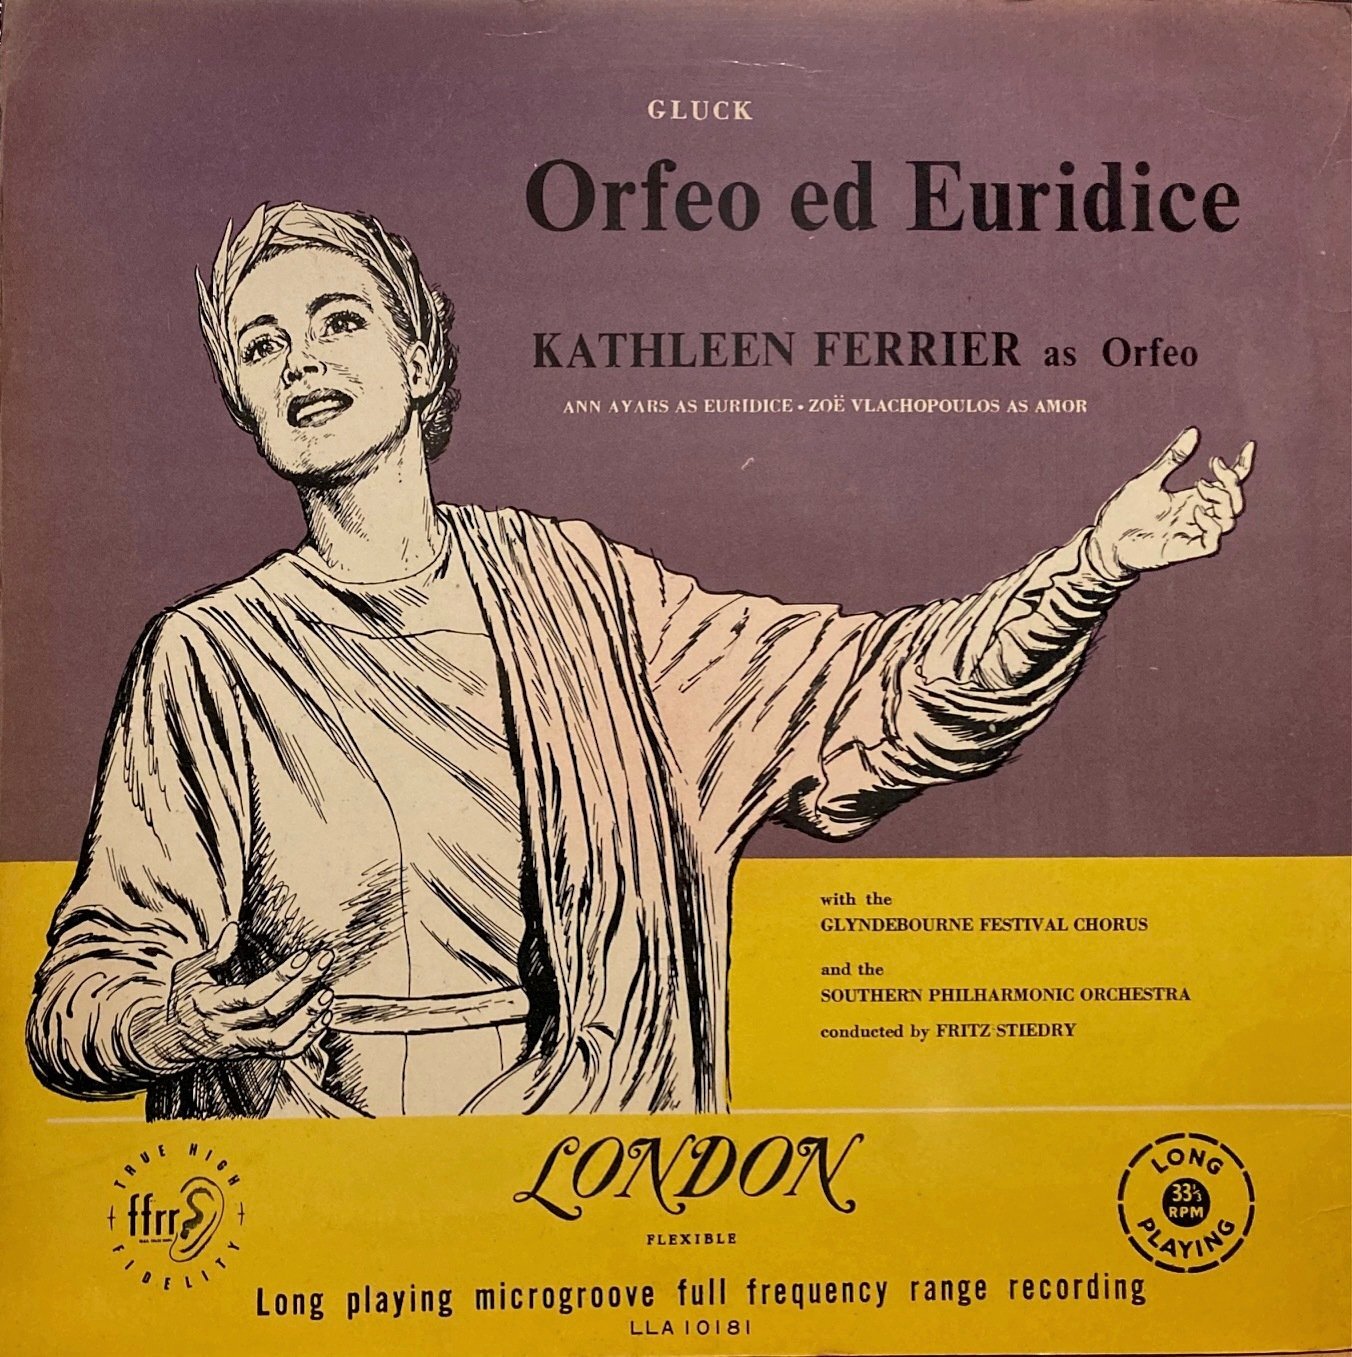 GLUCK
Orfeo ed Euridice
KATHLEEN FERRIER as Orfeo
ANN AYARS AS EURIDICE • ZOË VLACHOPOULOS AS AMOR
with the
GLYNDEBOURNE FESTIVAL CHORUS
and the
SOUTHERN PHILHARMONIC ORCHESTRA
conducted by FRITZ STIEDRY
TRUE HIGH
ffrr
FIDELITY
LONDON
FLEXIBLE
LONG
33⅓
RPM
PLAYING
Long playing microgroove full frequency range recording
LLA 10181